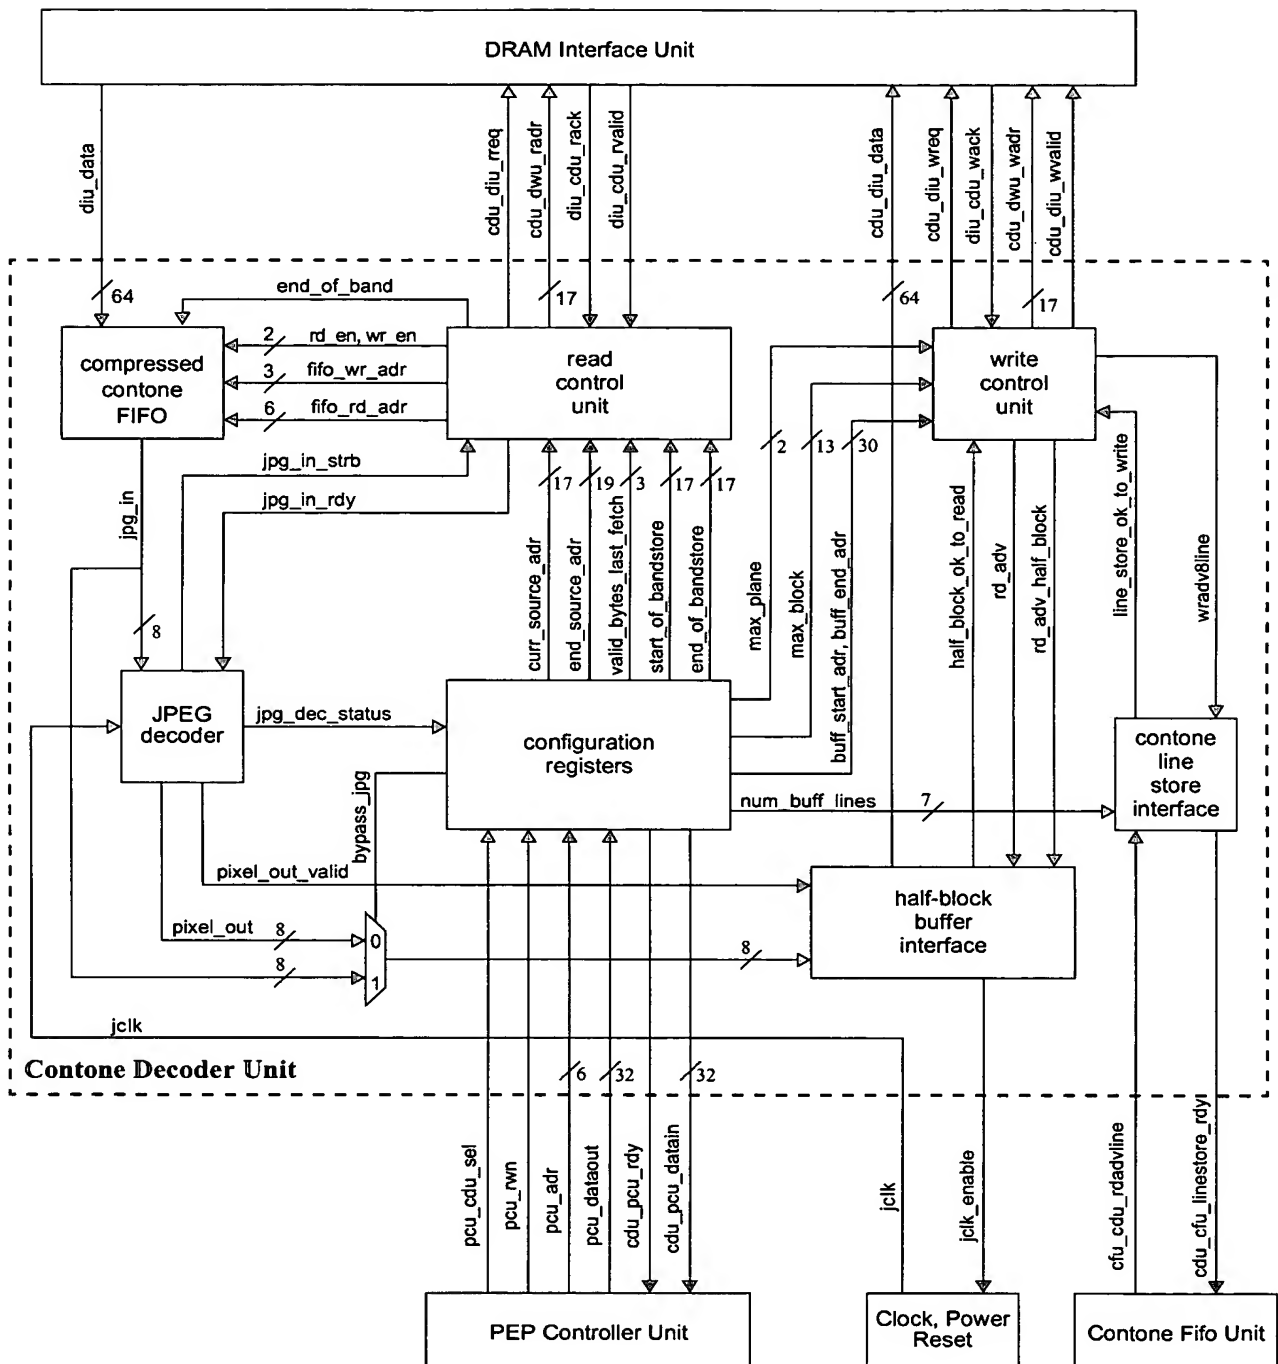 DRAM Interface Unit
diu_data
cdu_diu_rreq
cdu_dwu_radr
diu_cdu_rack
diu_cdu_rvalid
cdu_diu_data
cdu_diu_wreq
diu_cdu_wack
cdu_dwu_wadr
cdu_diu_wvalid
64
17
64
17
end_of_band
compressed
contone
FIFO
2
rd_en, wr_en
3
fifo_wr_adr
6
fifo_rd_adr
read
control
unit
write
control
unit
2
13
30
jpg_in
jpg_in_strb
jpg_in_rdy
17
19
3
17
17
curr_source_adr
end_source_adr
valid_bytes_last_fetch
start_of_bandstore
end_of_bandstore
max_plane
max_block
buff_start_adr, buff_end_adr
half_block_ok_to_read
rd_adv
rd_adv_half_block
line_store_ok_to_write
wradv8line
8
JPEG
decoder
jpg_dec_status
configuration
registers
contone
line
store
interface
bypass_jpg
num_buff_lines
7
pixel_out_valid
half-block
buffer
interface
pixel_out
8
0
8
1
8
jclk
Contone Decoder Unit
6
32
32
pcu_cdu_sel
pcu_rwn
pcu_adr
pcu_dataout
cdu_pcu_rdy
cdu_pcu_datain
jclk
jclk_enable
cfu_cdu_rdadvline
cdu_cfu_linestore_rdy
PEP Controller Unit
Clock, Power
Reset
Contone Fifo Unit